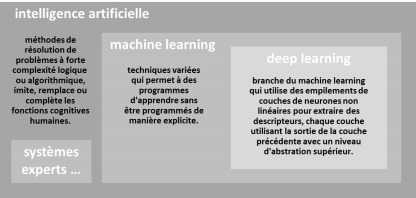 intelligence artificielle
méthodes de
résolution de
problèmes à forte
complexité logique
ou algorithmique,
imite, remplace ou
complète les
fonctions cognitives
humaines.
systèmes
experts ...
machine learning
techniques variées
qui permet à des
programmes
d'apprendre sans
être programmés de
manière explicite.
deep learning
branche du machine learning
qui utilise des empilements de
couches de neurones non
linéaires pour extraire des
descripteurs, chaque couche
utilisant la sortie de la couche
précédente avec un niveau
d'abstration supérieur.